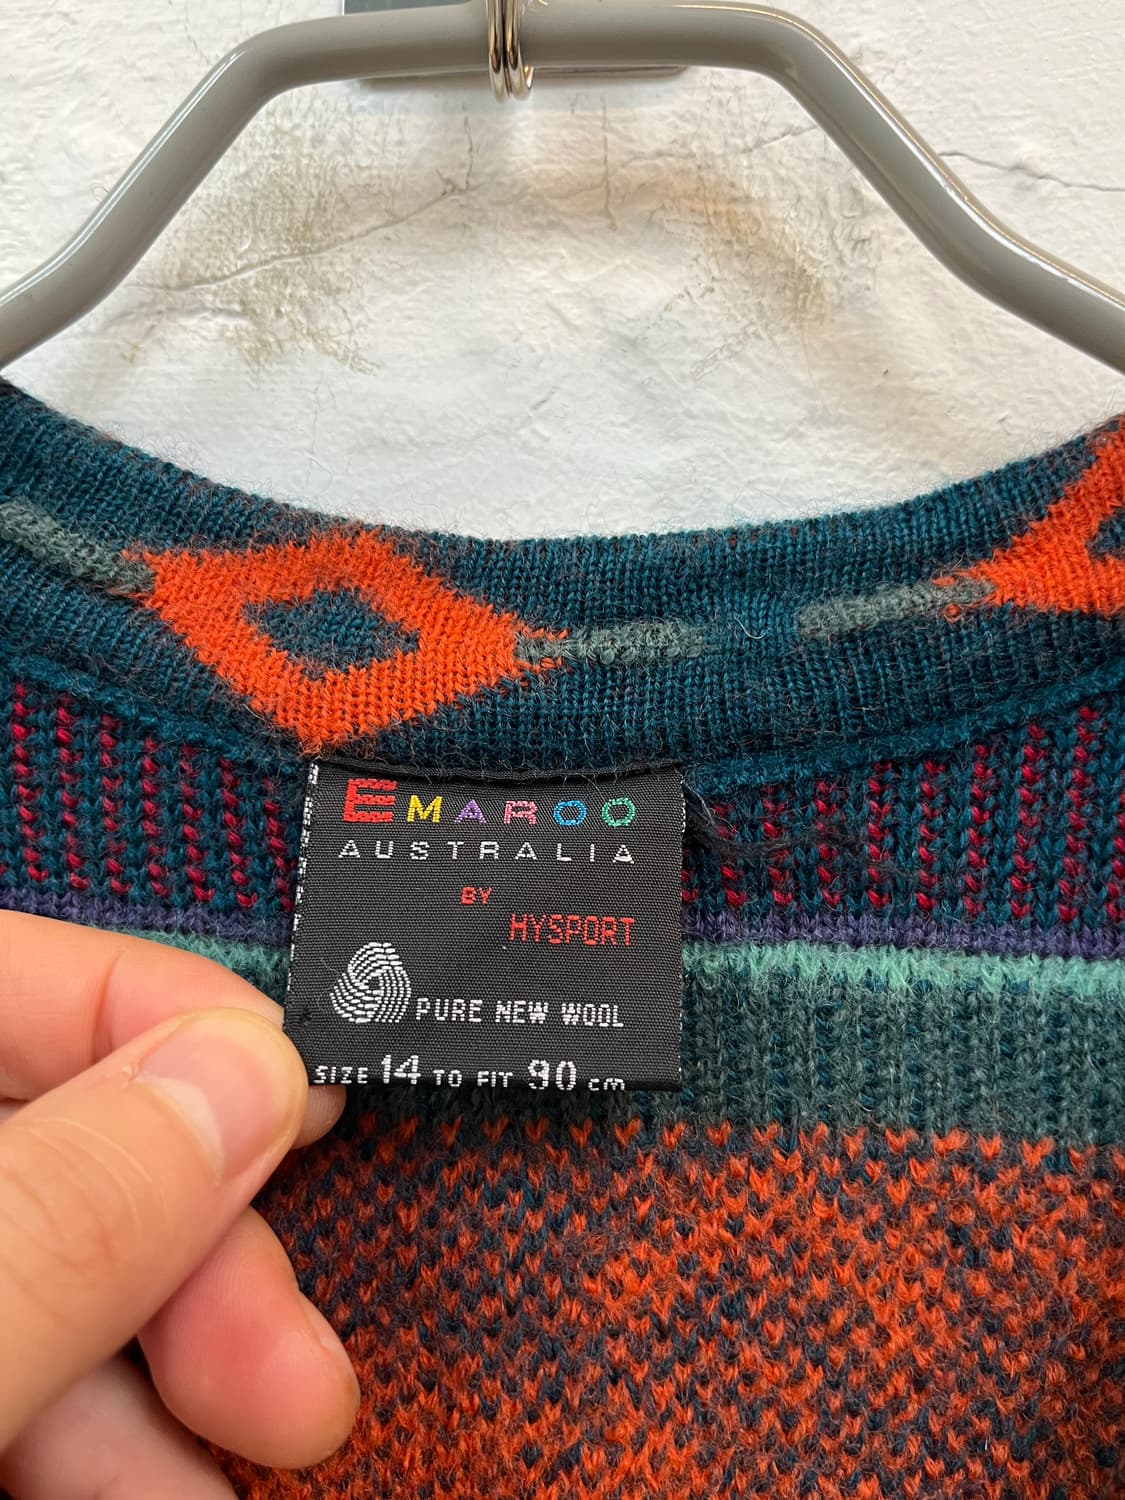 EMAROO
AUSTRALIA
BY
HYSPORT
PURE NEW WOOL
SIZE 14 TO FIT 90 cm